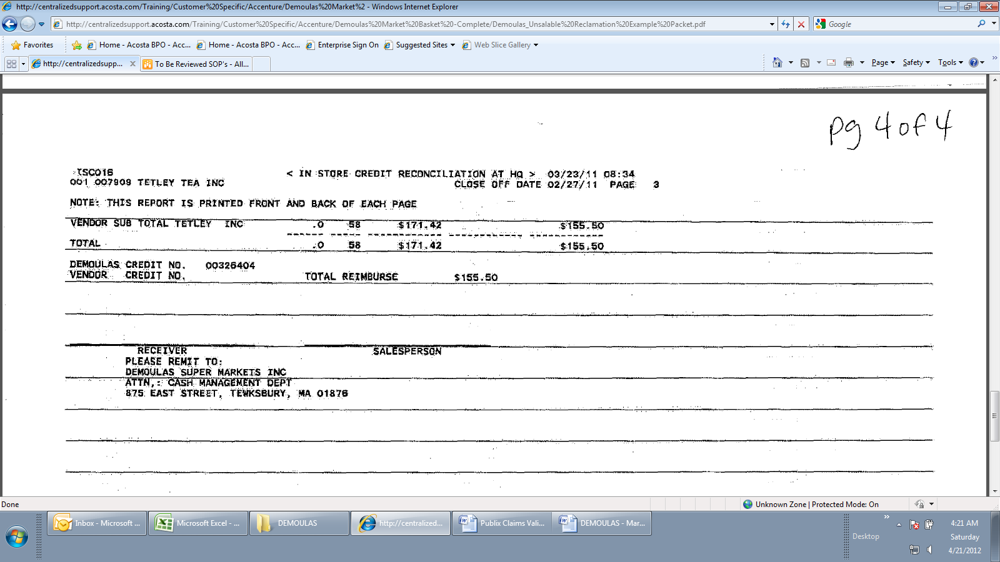 http://centralizedsupport.acosta.com/Training/Customer%20Specific/Accenture/Demoulas%20Market%2 - Windows Internet Explorer
http://centralizedsupport.acosta.com/Training/Customer%20Specific/Accenture/Demoulas%20Market%20Basket%20-Complete/Demoulas_Unsalable%20Reclamation%20Example%20Packet.pdf
Google
Favorites
Home - Acosta BPO - Acc...
Home - Acosta BPO - Acc...
Enterprise Sign On
Suggested Sites
Web Slice Gallery
http://centralizedsupp...
To Be Reviewed SOP's - All...
Page
Safety
Tools
pg 4 of 4
ISC016 < IN STORE CREDIT RECONCILIATION AT HQ > 03/23/11 08:34
001 007909 TETLEY TEA INC CLOSE OFF DATE 02/27/11 PAGE 3
NOTE: THIS REPORT IS PRINTED FRONT AND BACK OF EACH PAGE
VENDOR SUB TOTAL TETLEY INC .0 58 $171.42 $155.50
TOTAL .0 58 $171.42 $155.50
DEMOULAS CREDIT NO. 00326404
VENDOR CREDIT NO. TOTAL REIMBURSE $155.50
RECEIVER SALESPERSON
PLEASE REMIT TO:
DEMOULAS SUPER MARKETS INC
ATTN,: CASH MANAGEMENT DEPT
875 EAST STREET, TEWKSBURY, MA 01876
Done
Unknown Zone | Protected Mode: On
Inbox - Microsoft ...
Microsoft Excel - ...
DEMOULAS
http://centralized...
Publix Claims Vali...
DEMOULAS - Mar...
Desktop
4:21 AM
Saturday
4/21/2012